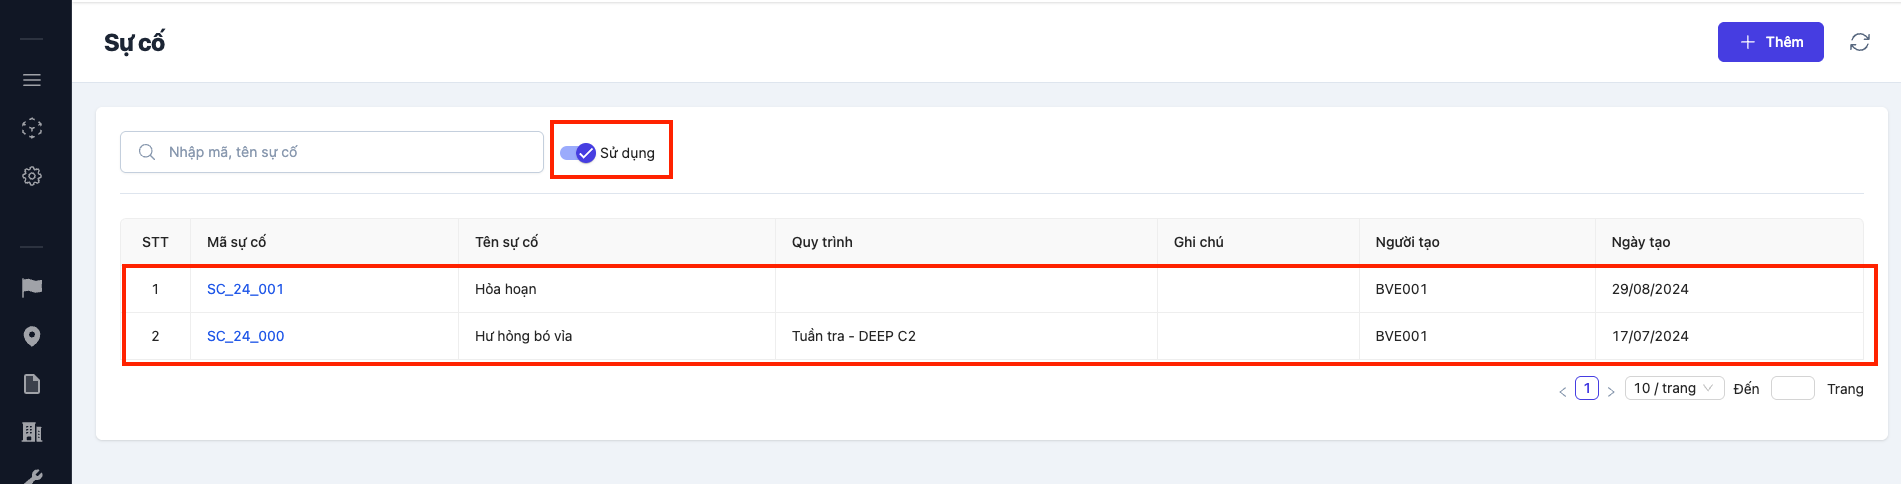 Sự cố
Thêm
Nhập mã, tên sự cố
Sử dụng
STT Mã sự cố Tên sự cố Quy trình Ghi chú Người tạo Ngày tạo
1 SC_24_001 Hỏa hoạn BVE001 29/08/2024
2 SC_24_000 Hư hỏng bó vỉa Tuần tra - DEEP C2 BVE001 17/07/2024
1 10 / trang Đến Trang